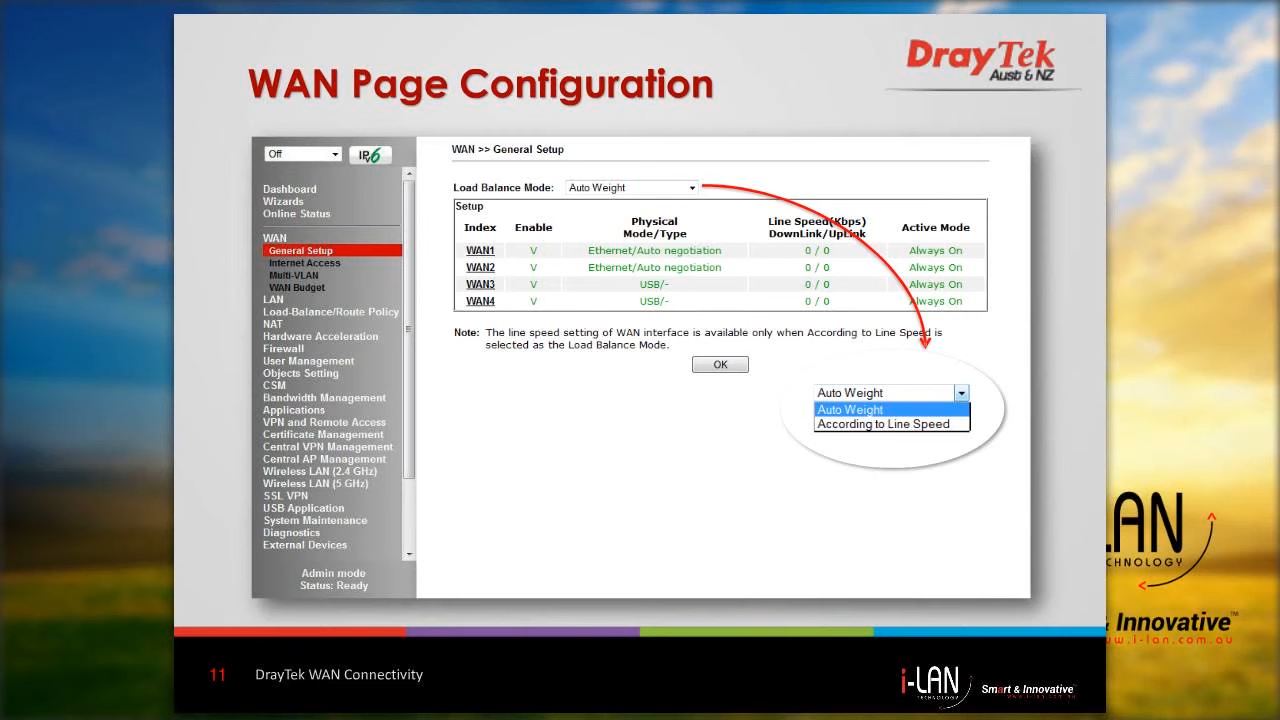 WAN Page Configuration
DrayTek
Aust & NZ
Off
IPv6
Dashboard
Wizards
Online Status
WAN
General Setup
Internet Access
Multi-VLAN
WAN Budget
LAN
Load-Balance/Route Policy
NAT
Hardware Acceleration
Firewall
User Management
Objects Setting
CSM
Bandwidth Management
Applications
VPN and Remote Access
Certificate Management
Central VPN Management
Central AP Management
Wireless LAN (2.4 GHz)
Wireless LAN (5 GHz)
SSL VPN
USB Application
System Maintenance
Diagnostics
External Devices
Admin mode
Status: Ready
WAN >> General Setup
Load Balance Mode: Auto Weight
Setup
Index Enable Physical Mode/Type Line Speed(Kbps) DownLink/UpLink Active Mode
WAN1 V Ethernet/Auto negotiation 0 / 0 Always On
WAN2 V Ethernet/Auto negotiation 0 / 0 Always On
WAN3 V USB/- 0 / 0 Always On
WAN4 V USB/- 0 / 0 Always On
Note: The line speed setting of WAN interface is available only when According to Line Speed is
selected as the Load Balance Mode.
OK
Auto Weight
Auto Weight
According to Line Speed
LAN
CHNOLOGY
& Innovative™
w.i-lan.com.au
11 DrayTek WAN Connectivity
i-LAN
TECHNOLOGY
Smart & Innovative